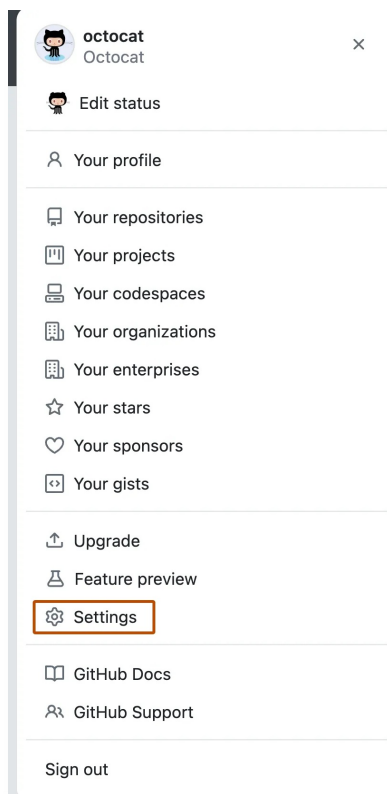 octocat
Octocat
Edit status
Your profile
Your repositories
Your projects
Your codespaces
Your organizations
Your enterprises
Your stars
Your sponsors
Your gists
Upgrade
Feature preview
Settings
GitHub Docs
GitHub Support
Sign out